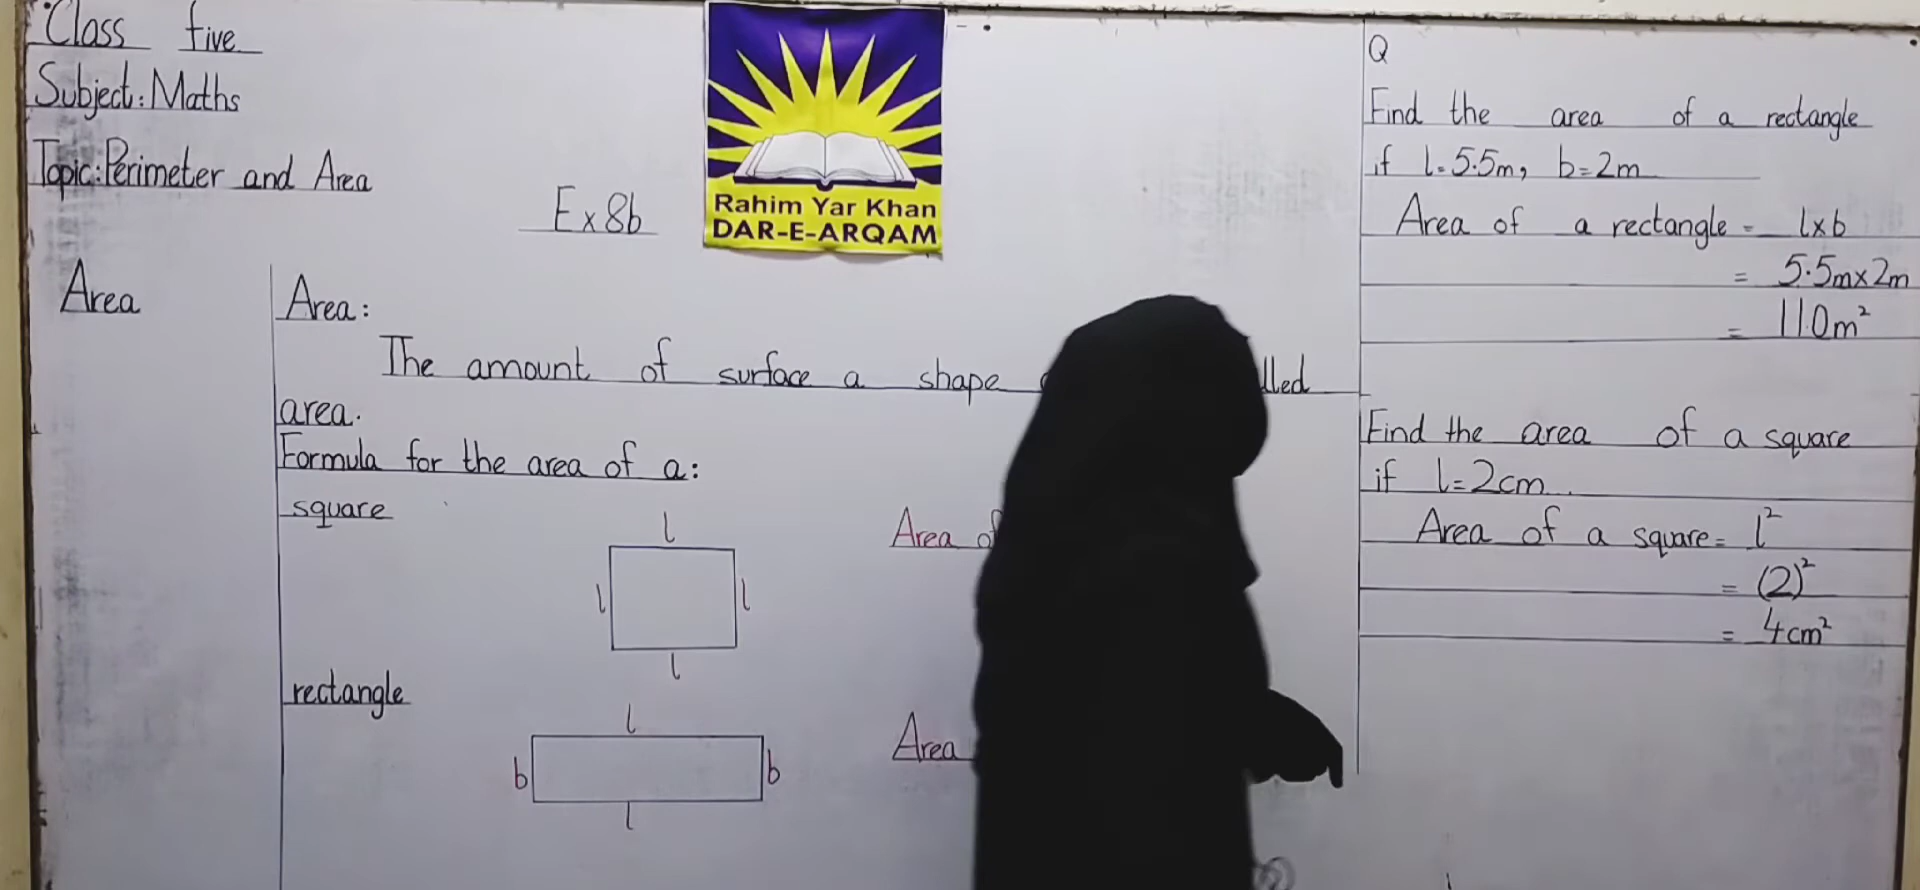 Class five
Subject: Maths
Topic: Perimeter and Area
Ex 8b
Rahim Yar Khan
DAR-E-ARQAM
Area
Area:
The amount of surface a shape
area.
Formula for the area of a:
square
l
l
l
l
Area of
rectangle
l
b
b
l
Area
Q
Find the area of a rectangle
if l=5.5m, b=2m
Area of a rectangle = l×b
= 5.5m×2m
= 11.0m²
Find the area of a square
if l=2cm.
Area of a square = l²
= (2)²
= 4cm²